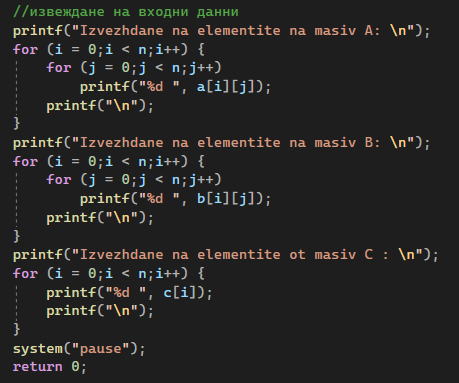 //извеждане на входни данни
printf("Izvezhdane na elementite na masiv A: \n");
for (i = 0;i < n;i++) {
    for (j = 0;j < n;j++)
        printf("%d ", a[i][j]);
    printf("\n");
}
printf("Izvezhdane na elementite na masiv B: \n");
for (i = 0;i < n;i++) {
    for (j = 0;j < n;j++)
        printf("%d ", b[i][j]);
    printf("\n");
}
printf("Izvezhdane na elementite ot masiv C : \n");
for (i = 0;i < n;i++) {
    printf("%d ", c[i]);
    printf("\n");
}
system("pause");
return 0;